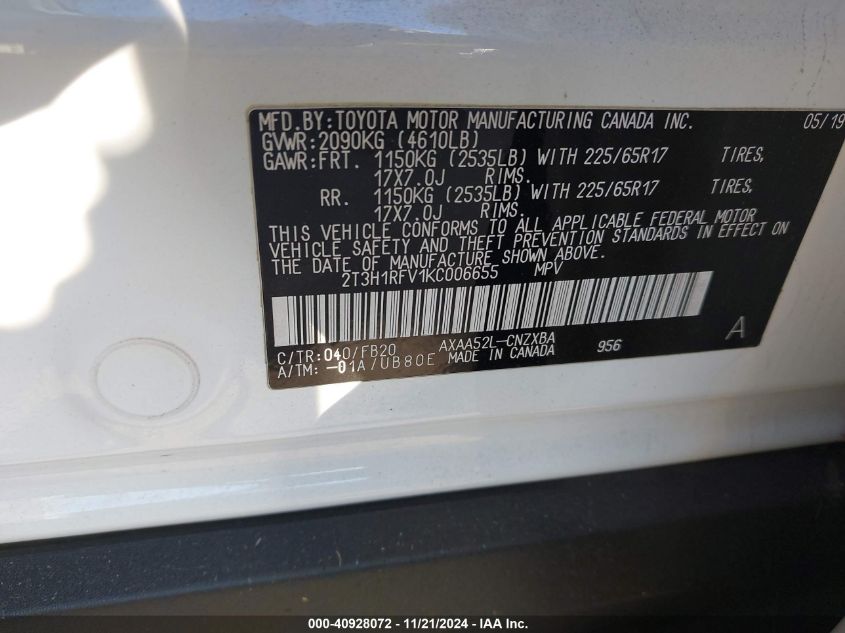 MFD.BY:TOYOTA MOTOR MANUFACTURING CANADA INC. 05/19
GVWR:2090KG (4610LB)
GAWR:FRT. 1150KG (2535LB) WITH 225/65R17 TIRES,
17X7.0J RIMS.
RR. 1150KG (2535LB) WITH 225/65R17 TIRES,
17X7.0J RIMS.
THIS VEHICLE CONFORMS TO ALL APPLICABLE FEDERAL MOTOR
VEHICLE SAFETY AND THEFT PREVENTION STANDARDS IN EFFECT ON
THE DATE OF MANUFACTURE SHOWN ABOVE.
2T3H1RFV1KC006655 MPV
C/TR:040/FB20 AXAA52L-CNZXBA A
A/TM: -01A/UB80E MADE IN CANADA 956
000-40928072 - 11/21/2024 - IAA Inc.